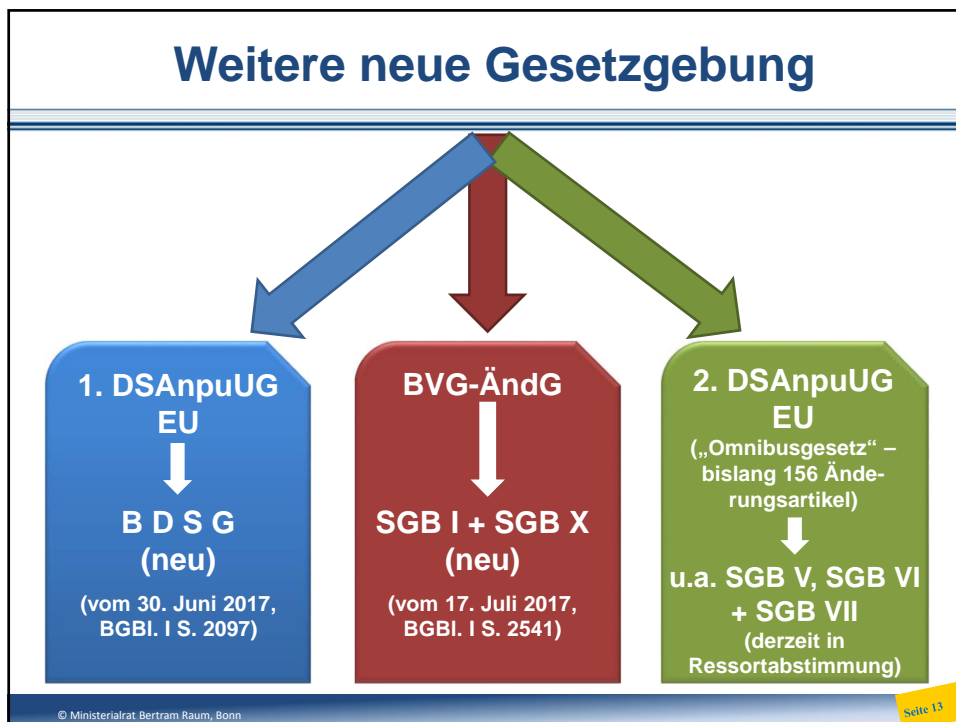 Weitere neue Gesetzgebung
1. DSAnpuUG
EU
B D S G
(neu)
(vom 30. Juni 2017,
BGBl. I S. 2097)
BVG-ÄndG
SGB I + SGB X
(neu)
(vom 17. Juli 2017,
BGBl. I S. 2541)
2. DSAnpuUG
EU
(„Omnibusgesetz“ –
bislang 156 Ände-
rungsartikel)
u.a. SGB V, SGB VI
+ SGB VII
(derzeit in
Ressortabstimmung)
© Ministerialrat Bertram Raum, Bonn
Seite 13